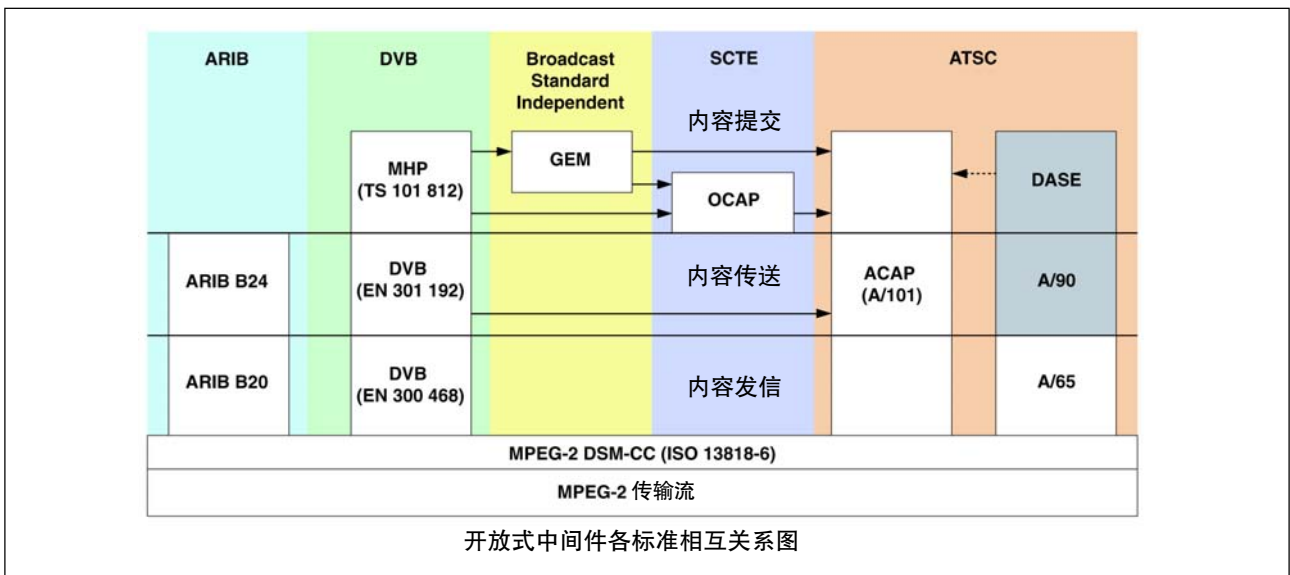 ARIB
DVB
Broadcast
Standard
Independent
SCTE
ATSC
内容提交
MHP
(TS 101 812)
GEM
OCAP
DASE
ARIB B24
DVB
(EN 301 192)
内容传送
ACAP
(A/101)
A/90
ARIB B20
DVB
(EN 300 468)
内容发信
A/65
MPEG-2 DSM-CC (ISO 13818-6)
MPEG-2 传输流
开放式中间件各标准相互关系图